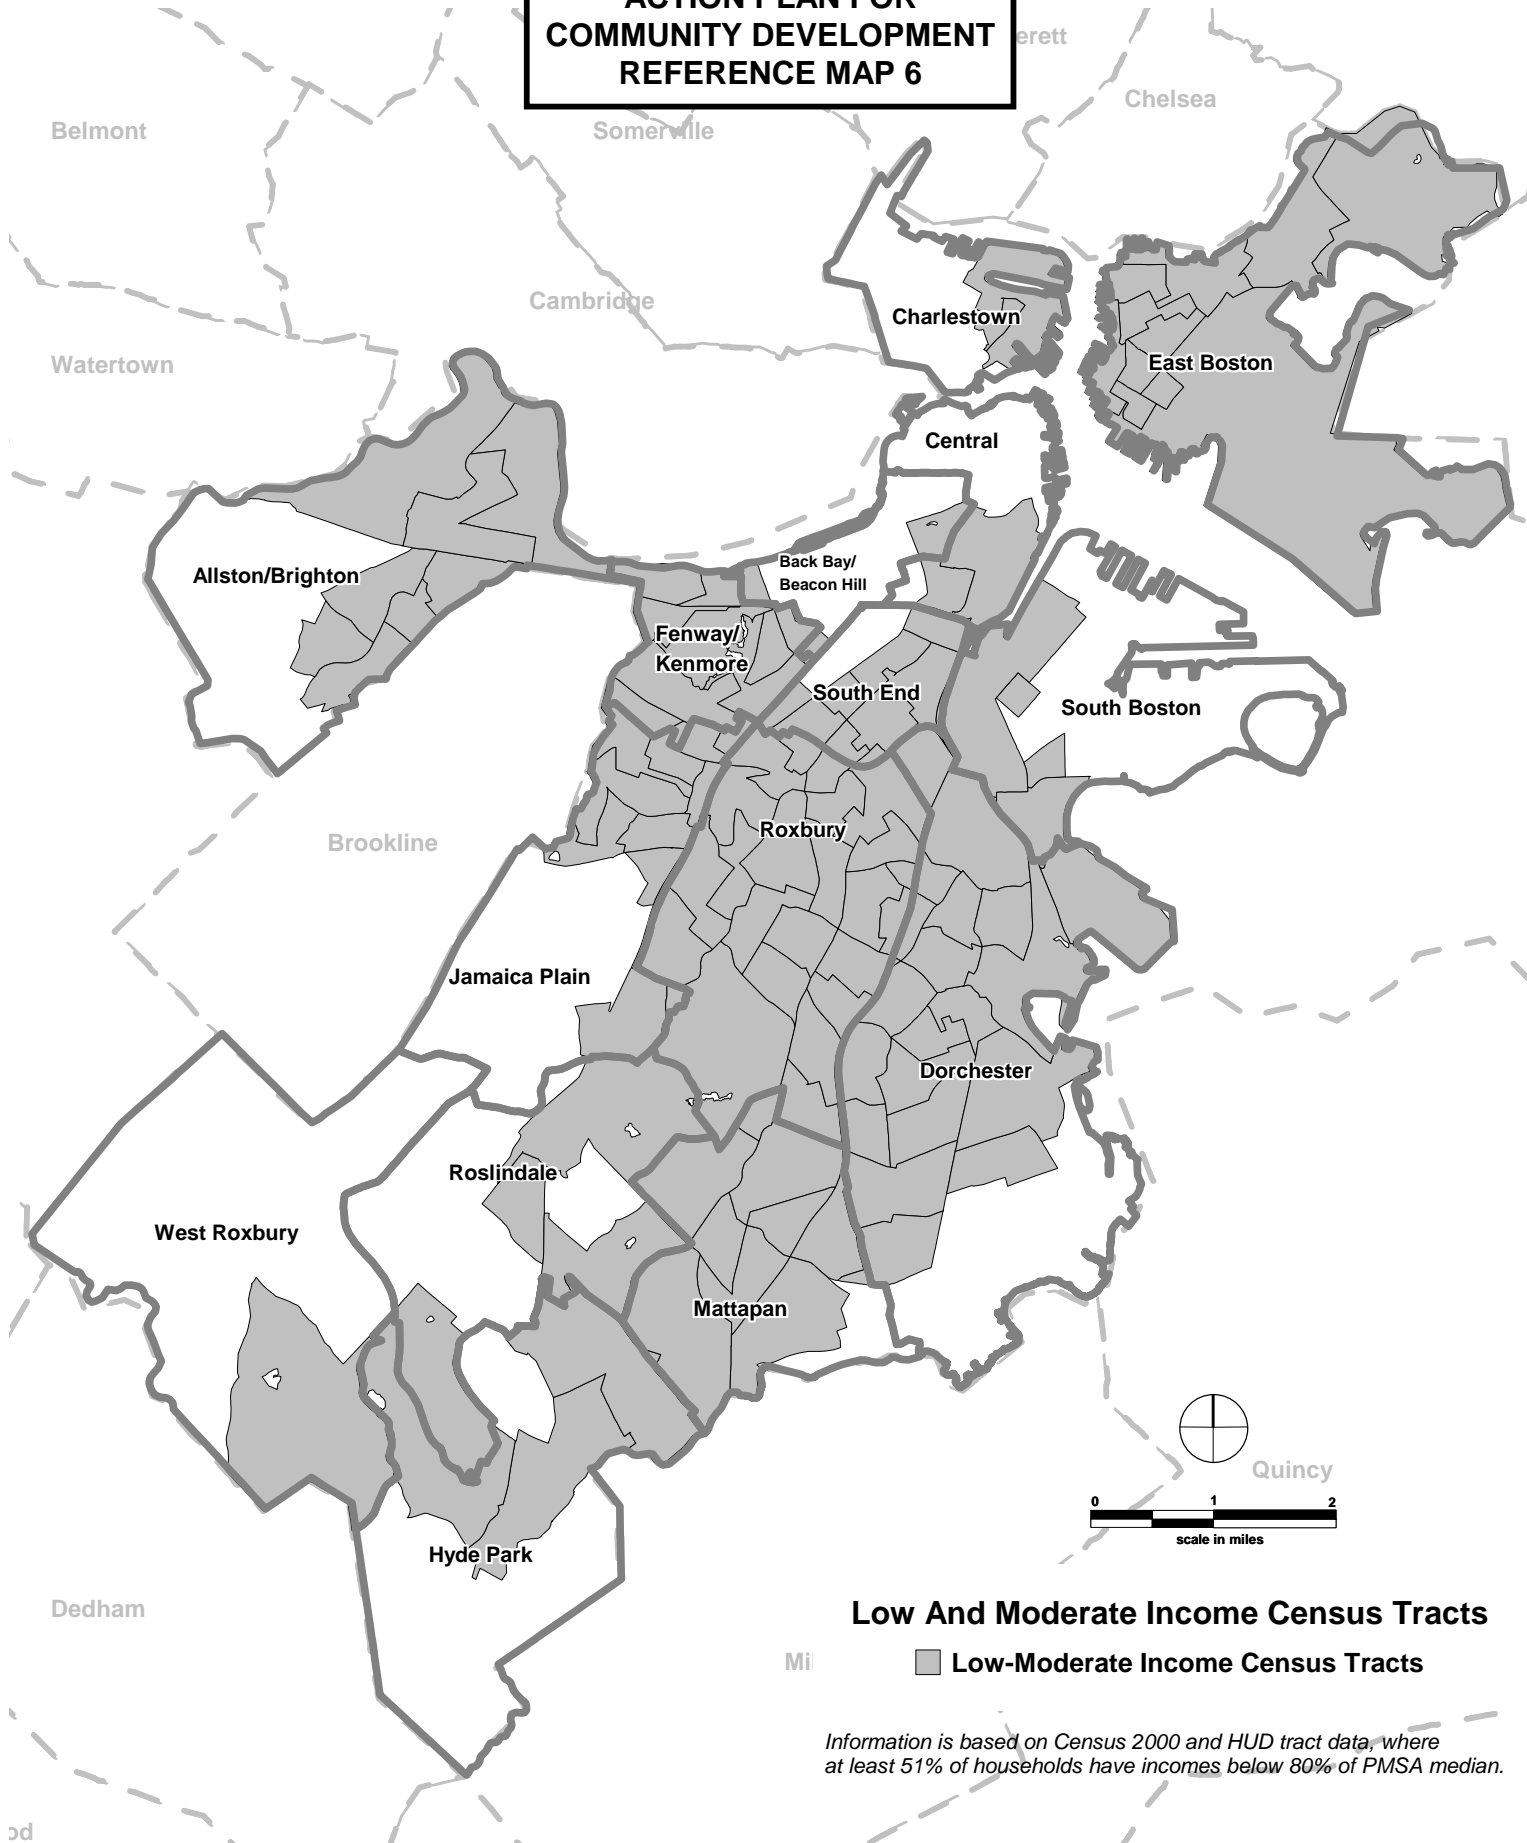 ACTION PLAN FOR
COMMUNITY DEVELOPMENT
REFERENCE MAP 6
erett
Chelsea
Belmont
Somerville
Cambridge
Charlestown
Watertown
East Boston
Central
Back Bay/
Beacon Hill
Allston/Brighton
Fenway/
Kenmore
South End
South Boston
Roxbury
Brookline
Jamaica Plain
Dorchester
Roslindale
West Roxbury
Mattapan
Quincy
0 1 2
scale in miles
Hyde Park
Dedham
Low And Moderate Income Census Tracts
Low-Moderate Income Census Tracts
Mil
Information is based on Census 2000 and HUD tract data, where
at least 51% of households have incomes below 80% of PMSA median.
od